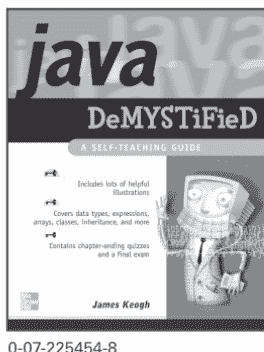 java
DeMYSTiFieD
A SELF-TEACHING GUIDE
Includes lots of helpful
illustrations
Covers data types, expressions,
arrays, classes, inheritance, and more
Contains chapter-ending quizzes
and a final exam
James Keogh
0-07-225454-8